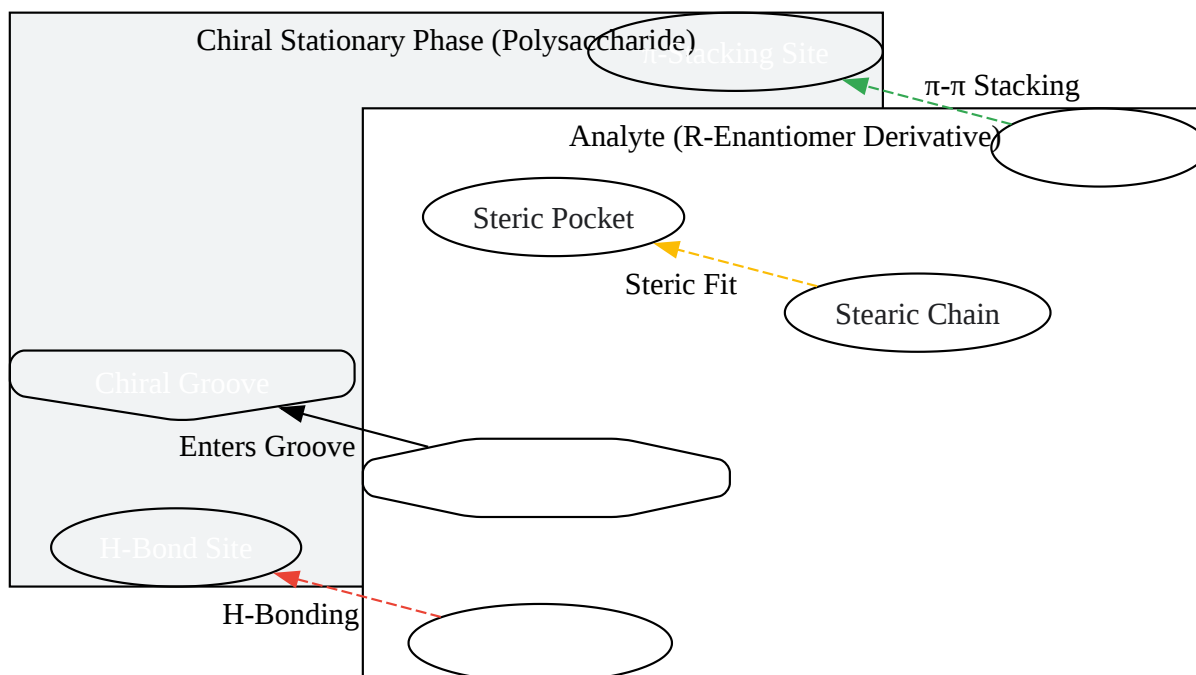 Chiral Stationary Phase (Polysaccharide)
π-Stacking Site
π-π Stacking
Analyte (R-Enantiomer Derivative)
Steric Pocket
Steric Fit
Stearic Chain
Chiral Groove
Enters Groove
H-Bond Site
H-Bonding